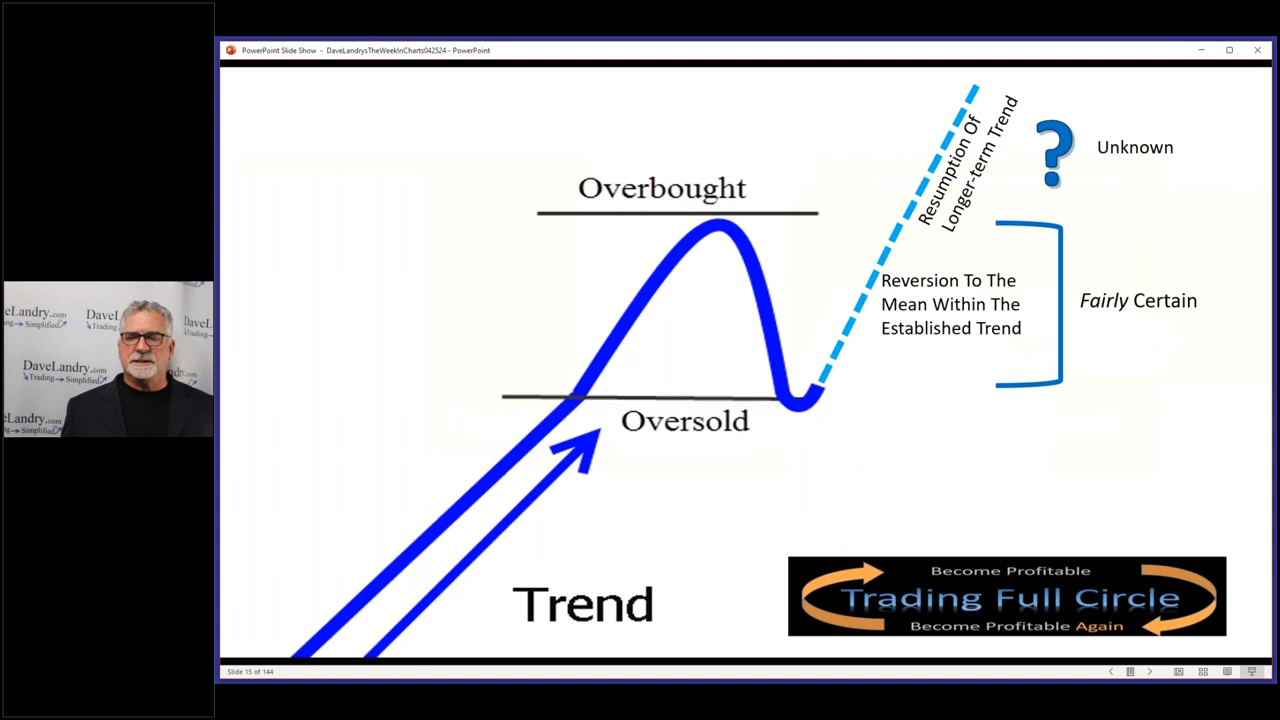 PowerPoint Slide Show - DaveLandrysTheWeekInCharts042524 - PowerPoint
Overbought
Resumption Of
Longer-term Trend
?
Unknown
Reversion To The
Mean Within The
Established Trend
Fairly Certain
Oversold
Trend
Become Profitable
Trading Full Circle
Become Profitable Again
Slide 15 of 144
DaveLandry.com
Trading Simplified